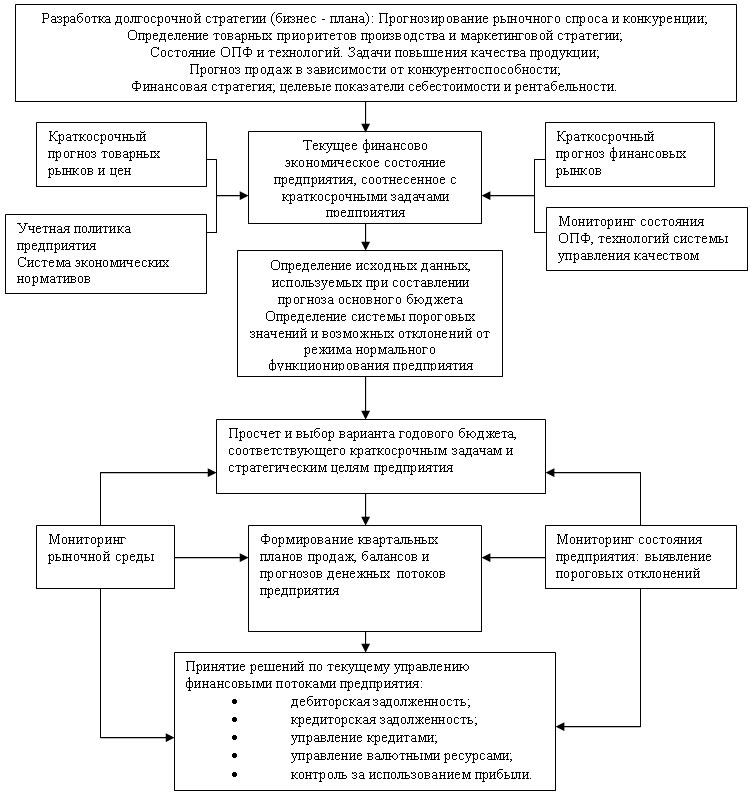 Разработка долгосрочной стратегии (бизнес - плана): Прогнозирование рыночного спроса и конкуренции;
Определение товарных приоритетов производства и маркетинговой стратегии;
Состояние ОПФ и технологий. Задачи повышения качества продукции;
Прогноз продаж в зависимости от конкурентоспособности;
Финансовая стратегия; целевые показатели себестоимости и рентабельности.
Краткосрочный
прогноз товарных
рынков и цен
Текущее финансово
экономическое состояние
предприятия, соотнесенное с
краткосрочными задачами
предприятия
Краткосрочный
прогноз финансовых
рынков
Учетная политика
предприятия
Система экономических
нормативов
Мониторинг состояния
ОПФ, технологий системы
управления качеством
Определение исходных данных,
используемых при составлении
прогноза основного бюджета
Определение системы пороговых
значений и возможных отклонений от
режима нормального
функционирования предприятия
Просчет и выбор варианта годового бюджета,
соответствующего краткосрочным задачам и
стратегическим целям предприятия
Мониторинг
рыночной среды
Формирование квартальных
планов продаж, балансов и
прогнозов денежных потоков
предприятия
Мониторинг состояния
предприятия: выявление
пороговых отклонений
Принятие решений по текущему управлению
финансовыми потоками предприятия:
• дебиторская задолженность;
• кредиторская задолженность;
• управление кредитами;
• управление валютными ресурсами;
• контроль за использованием прибыли.